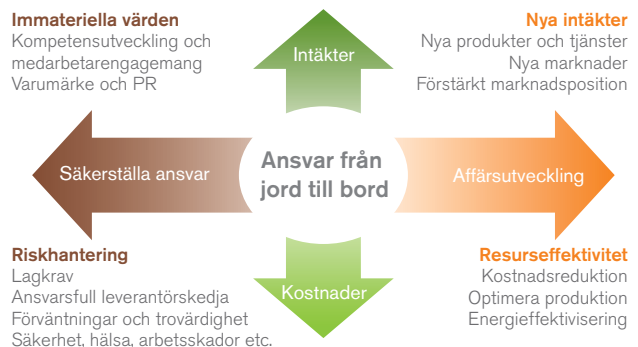 Immateriella värden
Kompetensutveckling och
medarbetarengagemang
Varumärke och PR
Intäkter
Nya intäkter
Nya produkter och tjänster
Nya marknader
Förstärkt marknadsposition
Säkerställa ansvar
Ansvar från
jord till bord
Affärsutveckling
Riskhantering
Lagkrav
Ansvarsfull leverantörskedja
Förväntningar och trovärdighet
Säkerhet, hälsa, arbetsskador etc.
Kostnader
Resurseffektivitet
Kostnadsreduktion
Optimera produktion
Energieffektivisering